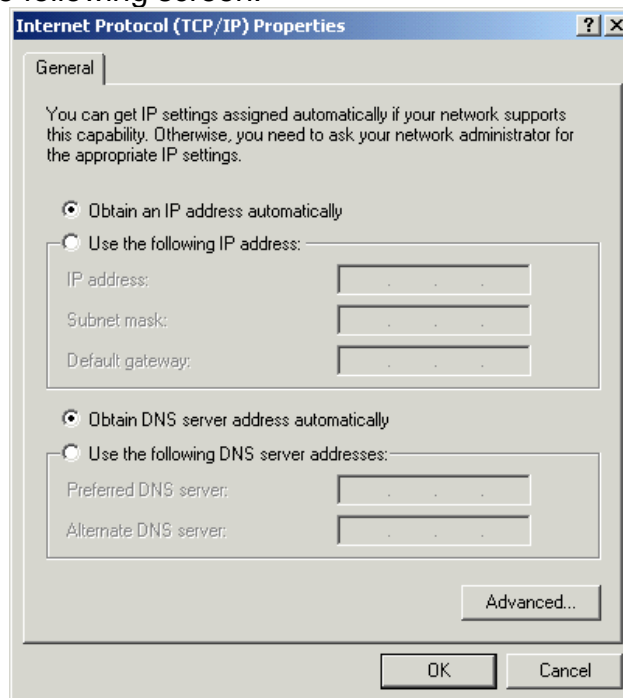 following screen:
Internet Protocol (TCP/IP) Properties
General
You can get IP settings assigned automatically if your network supports
this capability. Otherwise, you need to ask your network administrator for
the appropriate IP settings.
Obtain an IP address automatically
Use the following IP address:
IP address:
Subnet mask:
Default gateway:
Obtain DNS server address automatically
Use the following DNS server addresses:
Preferred DNS server:
Alternate DNS server:
Advanced...
OK Cancel